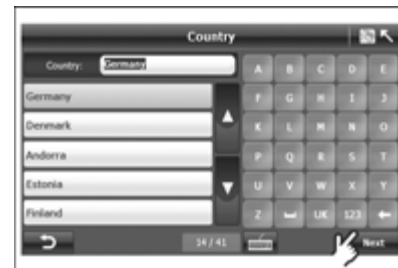 Country
Country: Germany
A B C D E
Germany
F G H I J
Denmark
K L M N O
Andorra
P Q R S T
Estonia
U V W X Y
Finland
Z UK 123
14 / 41
Next